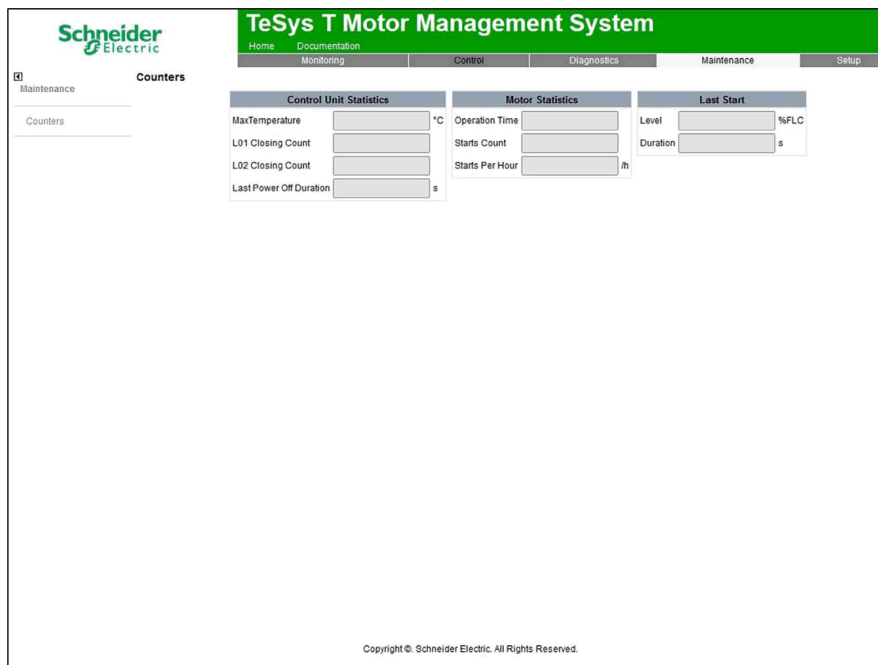 Schneider
Electric
TeSys T Motor Management System
Home Documentation
Monitoring Control Diagnostics Maintenance Setup
Maintenance
Counters
Counters
Control Unit Statistics
MaxTemperature °C
L01 Closing Count
L02 Closing Count
Last Power Off Duration s
Motor Statistics
Operation Time
Starts Count
Starts Per Hour /h
Last Start
Level %FLC
Duration s
Copyright ©. Schneider Electric. All Rights Reserved.